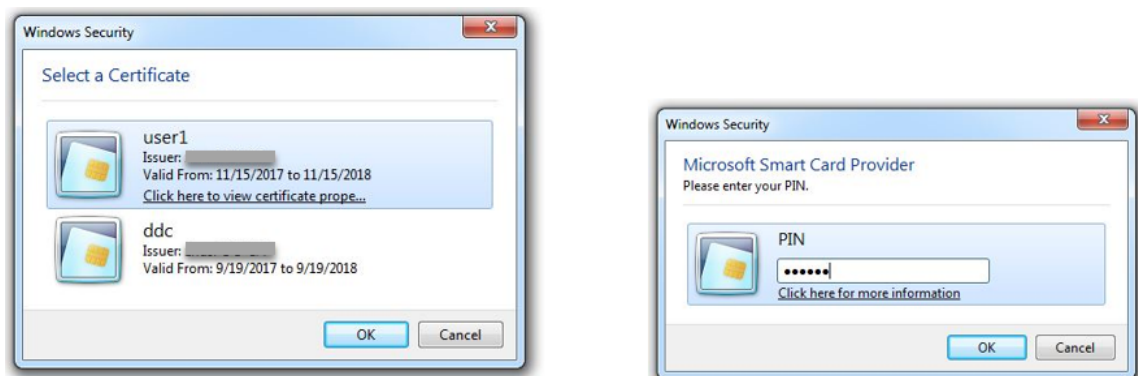 Windows Security
Select a Certificate
user1
Issuer:
Valid From: 11/15/2017 to 11/15/2018
Click here to view certificate prope...
ddc
Issuer:
Valid From: 9/19/2017 to 9/19/2018
OK
Cancel
Windows Security
Microsoft Smart Card Provider
Please enter your PIN.
PIN
••••••
Click here for more information
OK
Cancel